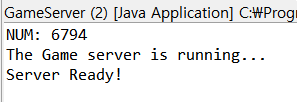 GameServer (2) [Java Application] C:₩Prog
NUM: 6794
The Game server is running...
Server Ready!